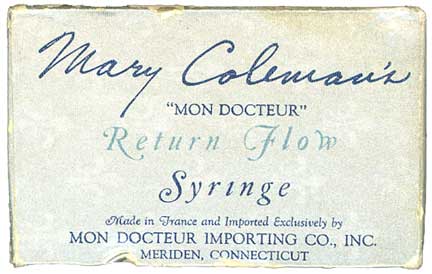 Mary Coleman's
"MON DOCTEUR"
Return Flow
Syringe
Made in France and Imported Exclusively by
MON DOCTEUR IMPORTING CO., INC.
MERIDEN, CONNECTICUT